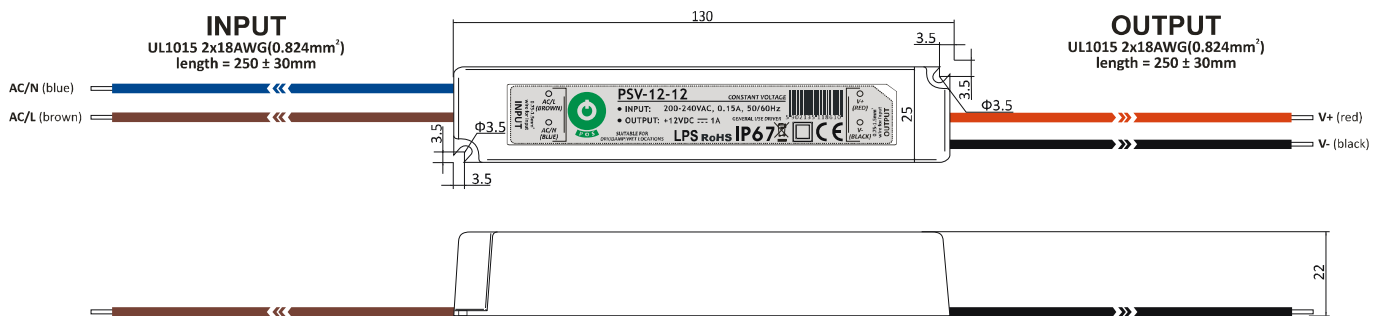 INPUT
UL1015 2x18AWG(0.824mm²)
length = 250 ± 30mm
130
OUTPUT
UL1015 2x18AWG(0.824mm²)
length = 250 ± 30mm
3.5
3.5
AC/N (blue)
AC/L (brown)
Φ3.5
3.5
3.5
INPUT
AC/L
(BROWN)
AC/N
(BLUE)
POS
PSV-12-12
CONSTANT VOLTAGE
• INPUT: 200-240VAC, 0.15A, 50/60Hz
• OUTPUT: +12VDC ⎓ 1A
GENERAL USE DRIVER
SUITABLE FOR
DRY/DAMP/WET LOCATIONS
LPS RoHS IP67 CE
V+
(RED)
V-
(BLACK)
OUTPUT
25
Φ3.5
V+ (red)
V- (black)
22